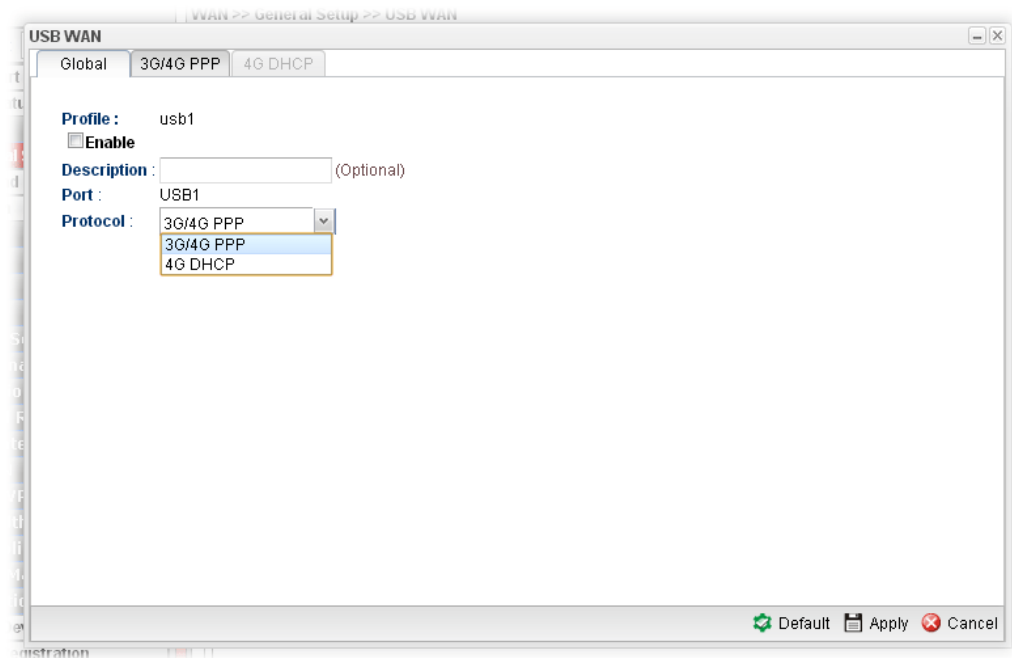 WAN >> General Setup >> USB WAN
USB WAN
Global 3G/4G PPP 4G DHCP
Profile : usb1
Enable
Description : (Optional)
Port : USB1
Protocol : 3G/4G PPP
3G/4G PPP
4G DHCP
Default Apply Cancel